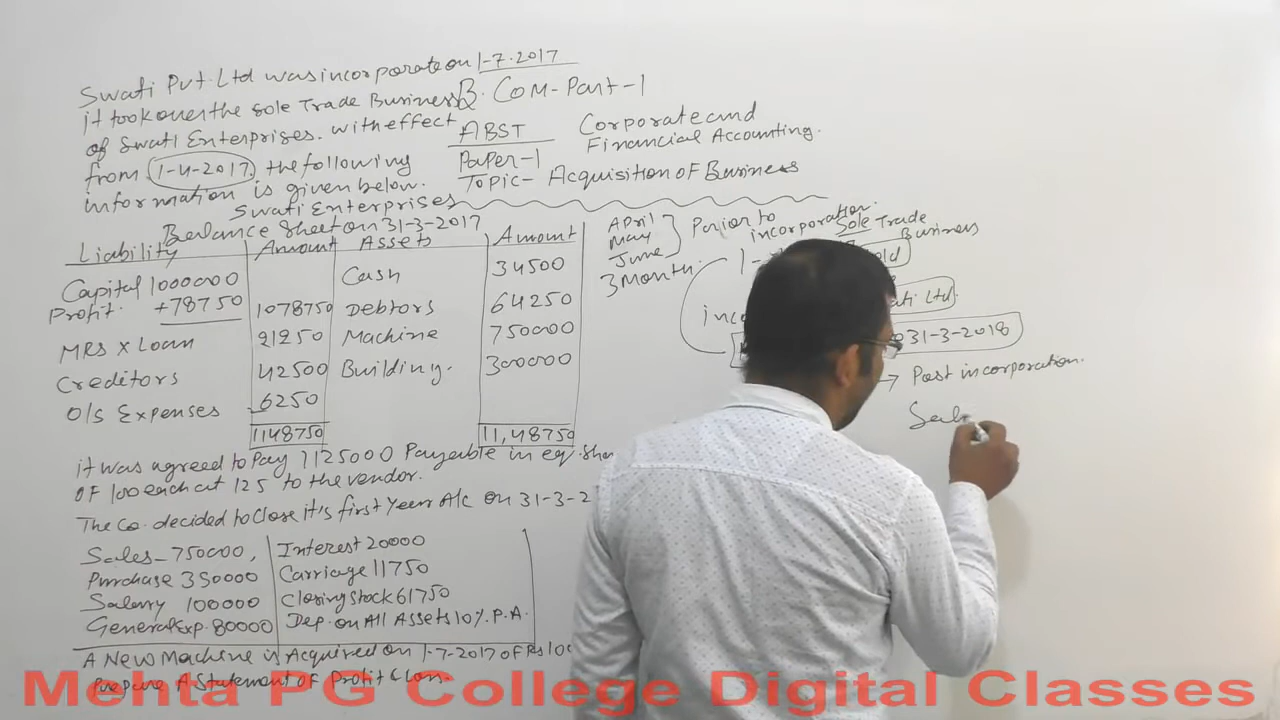 Swati Pvt. Ltd was incorporate on 1-7-2017
it took over the sole Trade Business
of Swati Enterprises. with effect
from 1-4-2017. the following
information is given below.
B. Com-Part-1
ABST
Paper-1
Corporate and
Financial Accounting.
Topic- Acquisition of Business
Swati Enterprises
Balance Sheet on 31-3-2017
Liability Amount Assets Amount
Capital 1000000 Cash 34500
Profit. +78750 1078750 Debtors 64250
MRS X Loan 21250 Machine 750000
Creditors 42500 Building. 300000
O/S Expenses 6250
1148750 11,48750
it was agreed to Pay 1125000 Payable in eq. Shar
of 100 each at 125 to the vendor.
The Co. decided to close it's first Year A/c on 31-3-2
Sales - 750000, Interest 20000
Purchase 350000 Carriage 11750
Salary 100000 Closing stock 61750
General Exp. 80000 Dep. on All Assets 10% P.A.
A New Machine is Acquired on 1-7-2017 of Rs 100
Prepare A Statement of Profit & Loss.
April
May
June
3 Month.
Prior to
incorporation.
Sole Trade
Business
1-
old
inco
ati Ltd.
31-3-2018
→ Post incorporation.
Sal
Menta PG College Degital Classes